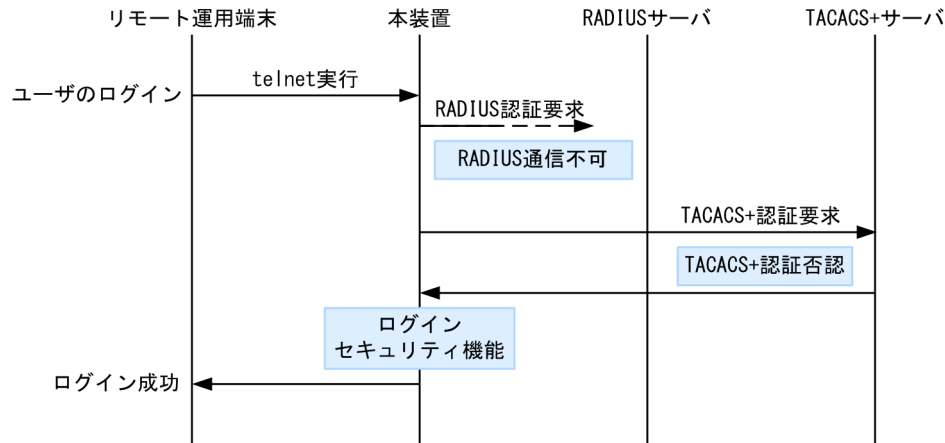 リモート運用端末
本装置
RADIUSサーバ
TACACS+サーバ
telnet実行
ユーザのログイン
RADIUS認証要求
RADIUS通信不可
TACACS+認証要求
TACACS+認証否認
ログイン
セキュリティ機能
ログイン成功